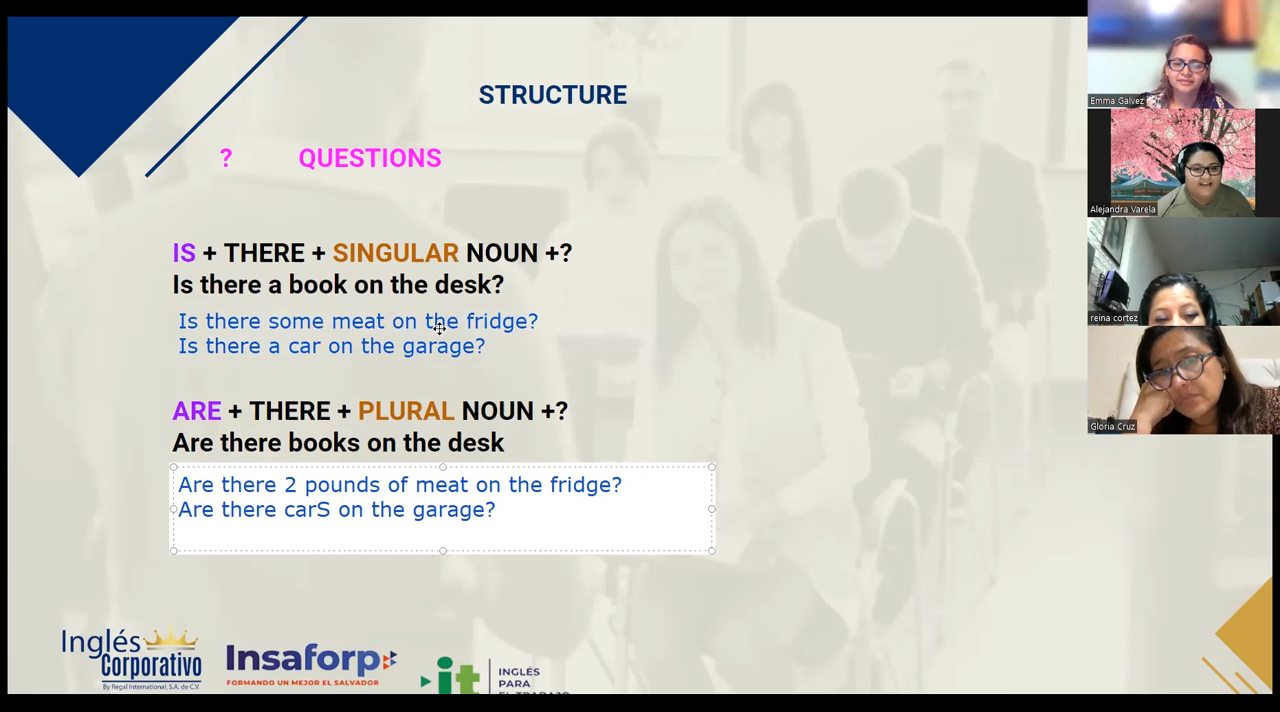 STRUCTURE
? QUESTIONS
IS + THERE + SINGULAR NOUN +?
Is there a book on the desk?
Is there some meat on the fridge?
Is there a car on the garage?
ARE + THERE + PLURAL NOUN +?
Are there books on the desk
Are there 2 pounds of meat on the fridge?
Are there carS on the garage?
Inglés
Corporativo
By Regal International, S.A. de C.V.
Insaforp
FORMANDO UN MEJOR EL SALVADOR
it
INGLÉS
PARA
EL TRABAJO
Emma Galvez
Alejandra Varela
reina cortez
Gloria Cruz